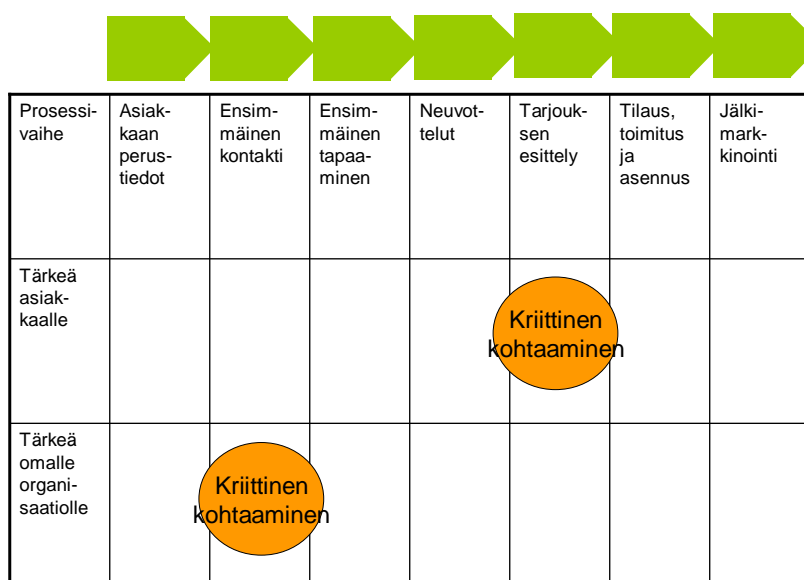 Prosessi-
vaihe
Asiak-
kaan
perus-
tiedot
Ensim-
mäinen
kontakti
Ensim-
mäinen
tapaa-
minen
Neuvot-
telut
Tarjouk-
sen
esittely
Tilaus,
toimitus
ja
asennus
Jälki-
mark-
kinointi
Tärkeä
asiak-
kaalle
Kriittinen
kohtaaminen
Tärkeä
omalle
organi-
saatiolle
Kriittinen
kohtaaminen